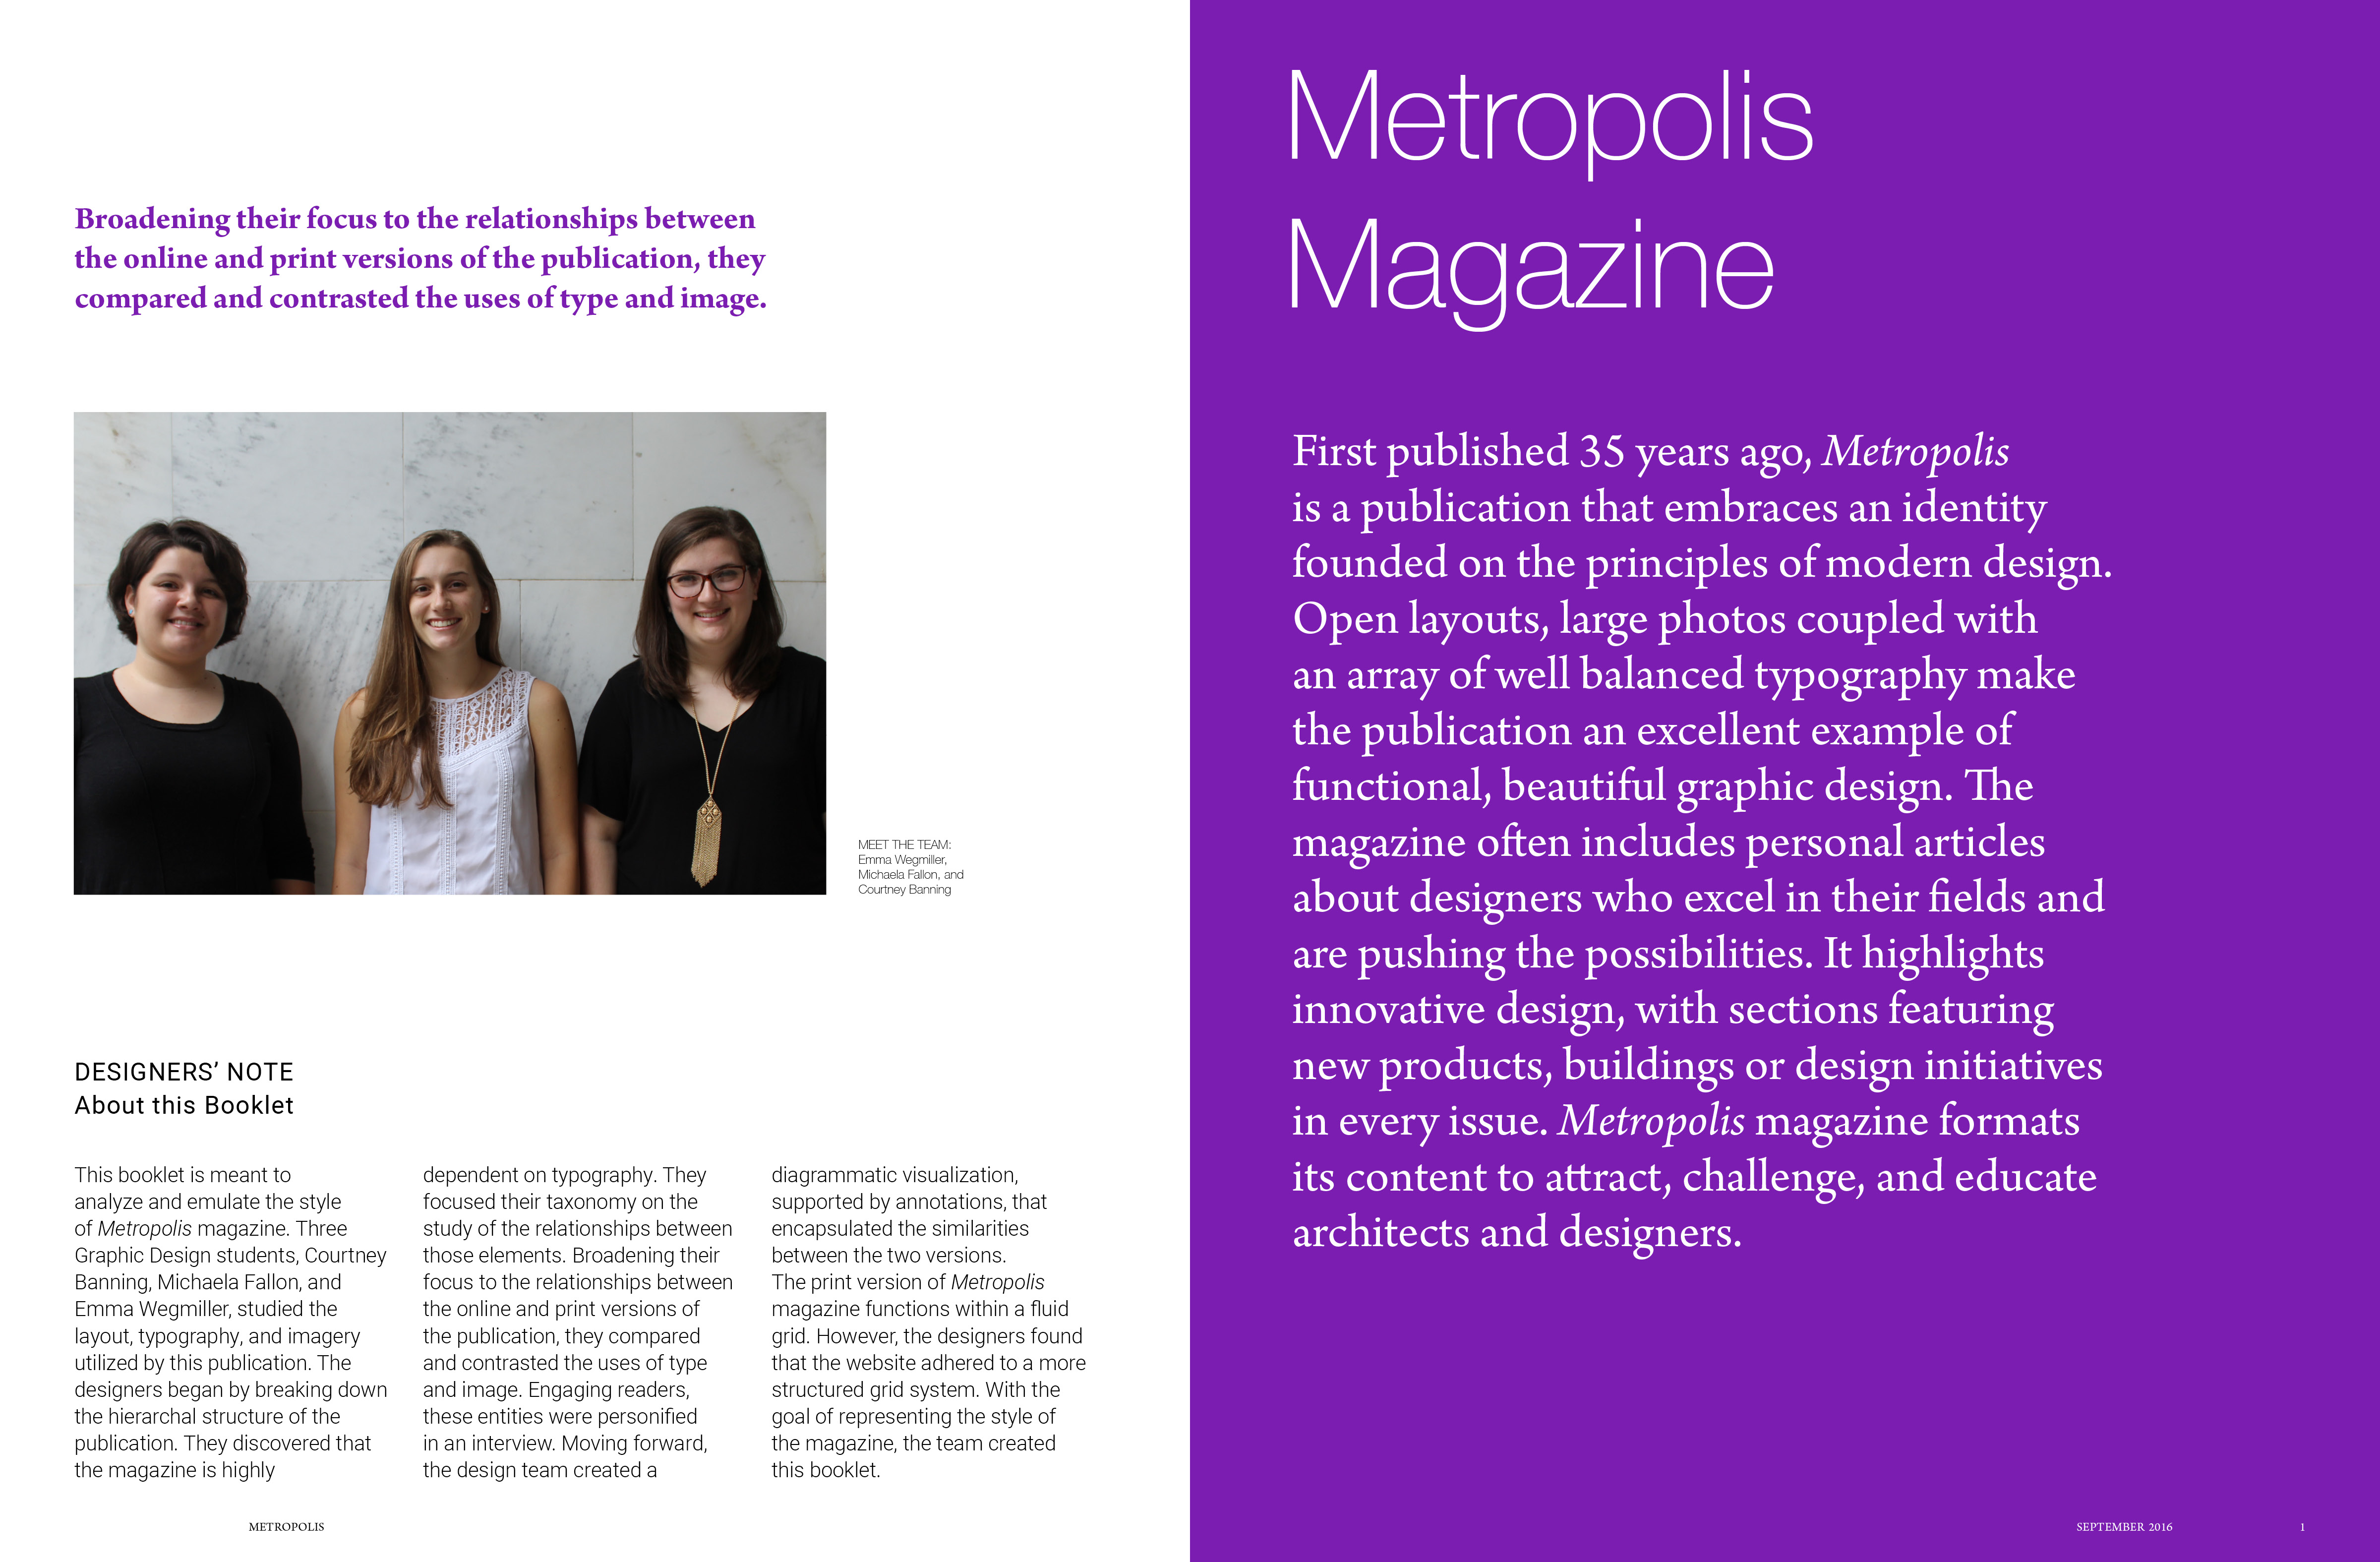 Broadening their focus to the relationships between
the online and print versions of the publication, they
compared and contrasted the uses of type and image.
MEET THE TEAM:
Emma Wegmiller,
Michaela Fallon, and
Courtney Banning
DESIGNERS’ NOTE
About this Booklet
This booklet is meant to
analyze and emulate the style
of Metropolis magazine. Three
Graphic Design students, Courtney
Banning, Michaela Fallon, and
Emma Wegmiller, studied the
layout, typography, and imagery
utilized by this publication. The
designers began by breaking down
the hierarchal structure of the
publication. They discovered that
the magazine is highly
dependent on typography. They
focused their taxonomy on the
study of the relationships between
those elements. Broadening their
focus to the relationships between
the online and print versions of
the publication, they compared
and contrasted the uses of type
and image. Engaging readers,
these entities were personified
in an interview. Moving forward,
the design team created a
diagrammatic visualization,
supported by annotations, that
encapsulated the similarities
between the two versions.
The print version of Metropolis
magazine functions within a fluid
grid. However, the designers found
that the website adhered to a more
structured grid system. With the
goal of representing the style of
the magazine, the team created
this booklet.
METROPOLIS
Metropolis
Magazine
First published 35 years ago, Metropolis
is a publication that embraces an identity
founded on the principles of modern design.
Open layouts, large photos coupled with
an array of well balanced typography make
the publication an excellent example of
functional, beautiful graphic design. The
magazine often includes personal articles
about designers who excel in their fields and
are pushing the possibilities. It highlights
innovative design, with sections featuring
new products, buildings or design initiatives
in every issue. Metropolis magazine formats
its content to attract, challenge, and educate
architects and designers.
SEPTEMBER 2016
1